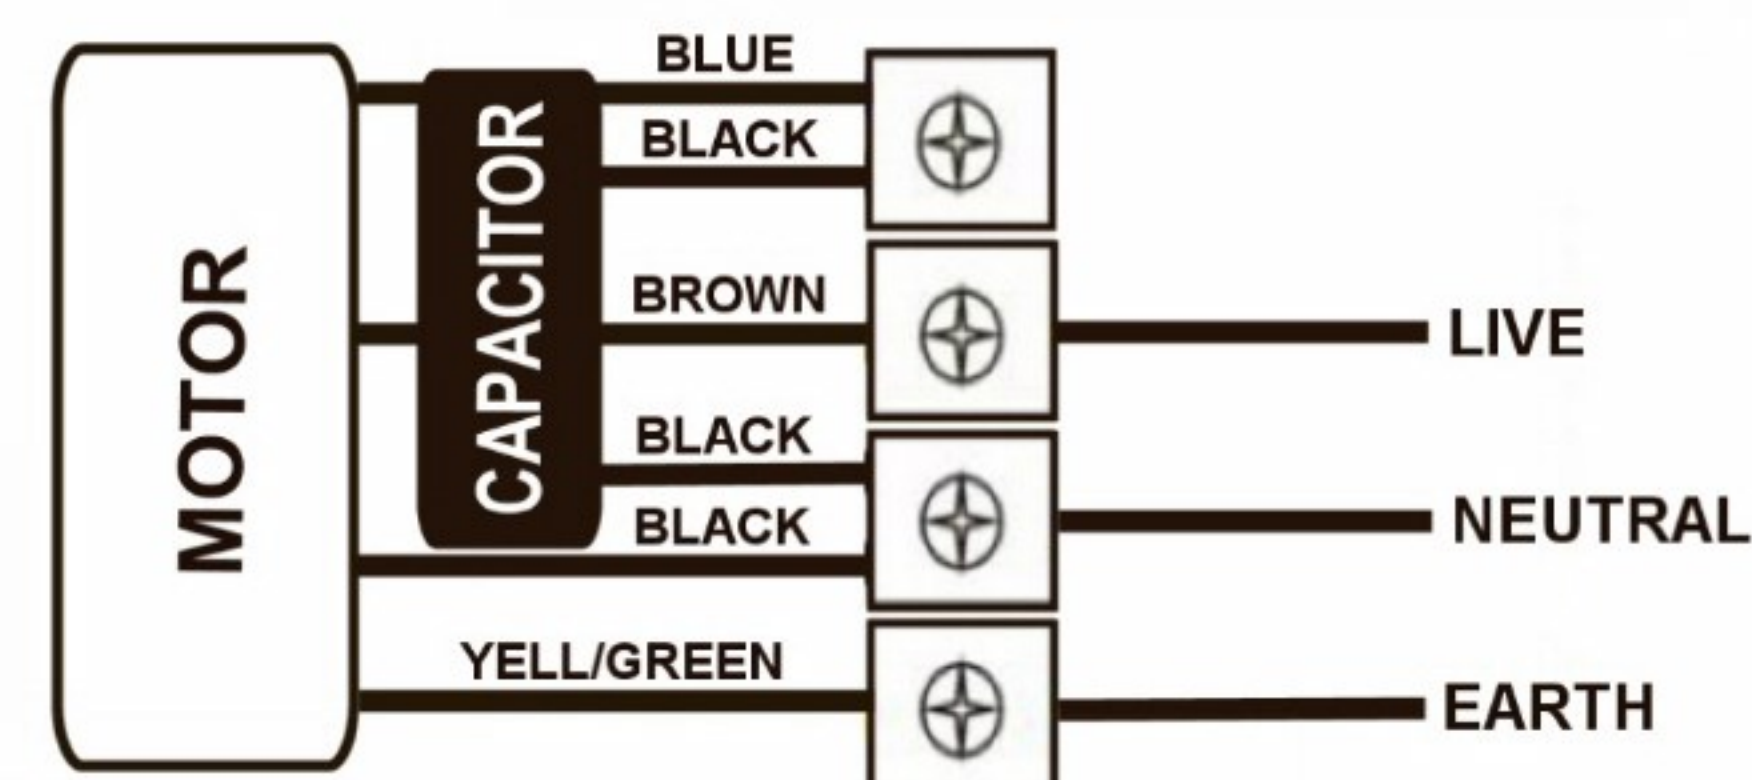 BLUE
BLACK
MOTOR
CAPACITOR
BROWN
LIVE
BLACK
BLACK
NEUTRAL
YELL/GREEN
EARTH